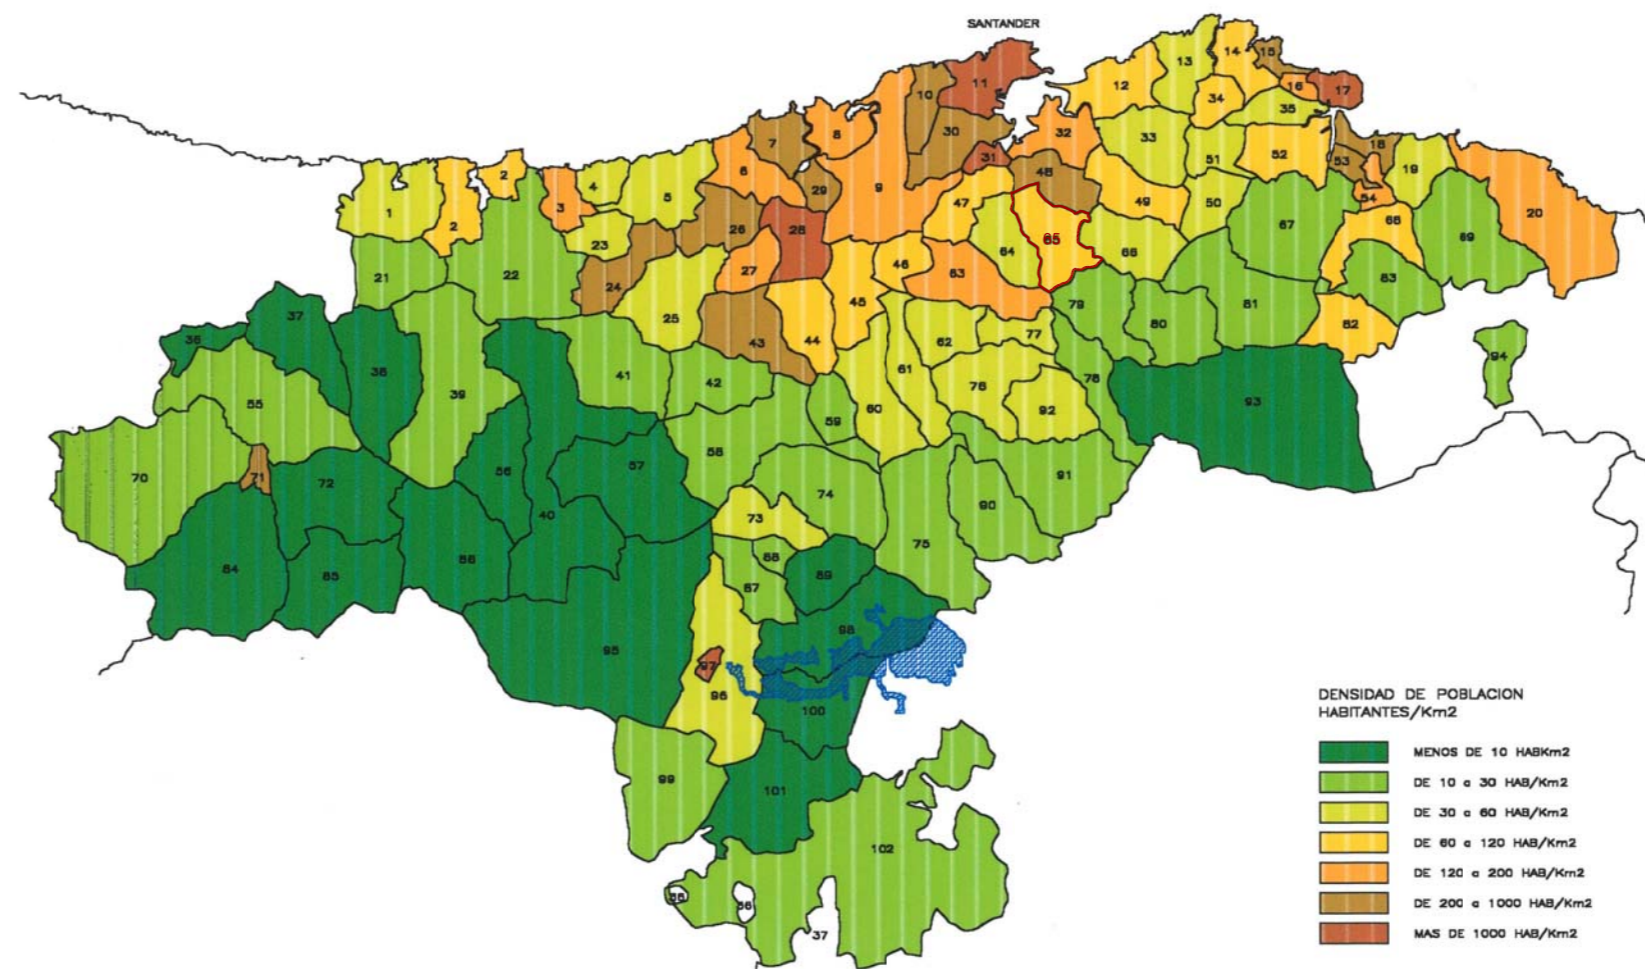 SANTANDER
13 14 15
11 12 16 17
10 34 35
7 8 30 32 33 18
2 4 6 31 51 52 53 19
1 2 3 5 29 9 48 49 50 54 20
23 26 28 47 65 67 68 69
21 22 24 27 46 64 66 83
37 25 45 63 79 80 81 82
36 38 43 44 62 77 94
55 39 41 42 61 76 78 93
59 60 92
70 71 72 56 57 58 74 91
40 73 90
84 85 86 88 89 75
87
95 98
97
96 100
99 101
102
37
DENSIDAD DE POBLACION
HABITANTES/Km2
MENOS DE 10 HABKm2
DE 10 a 30 HAB/Km2
DE 30 a 60 HAB/Km2
DE 60 a 120 HAB/Km2
DE 120 a 200 HAB/Km2
DE 200 a 1000 HAB/Km2
MAS DE 1000 HAB/Km2